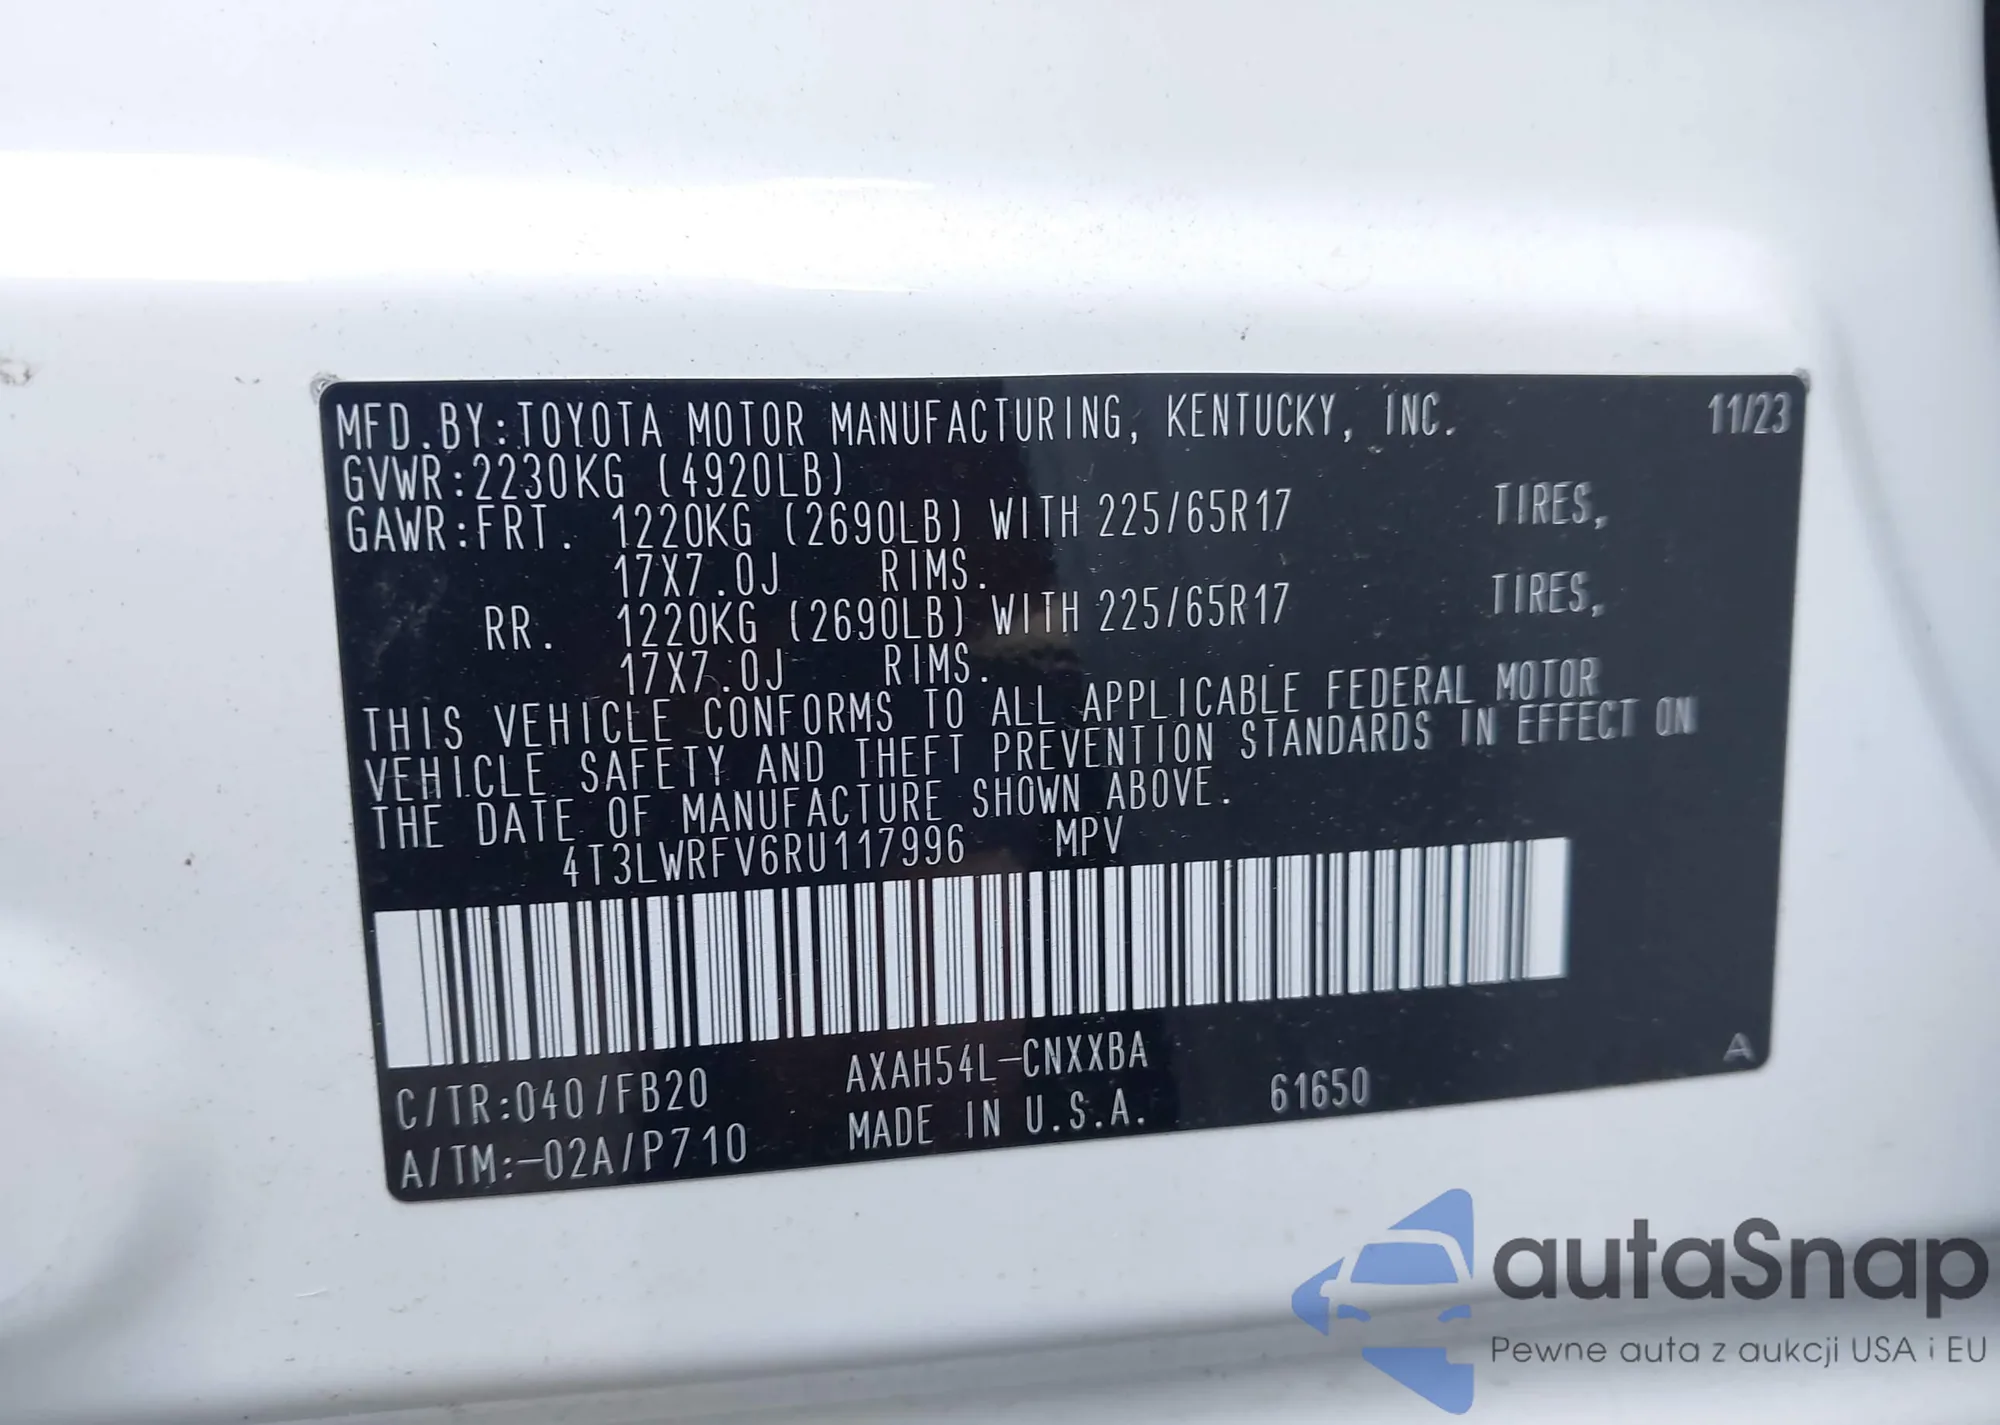 MFD.BY:TOYOTA MOTOR MANUFACTURING, KENTUCKY, INC. 11/23
GVWR:2230KG (4920LB)
GAWR:FRT. 1220KG (2690LB) WITH 225/65R17 TIRES,
17X7.0J RIMS.
RR. 1220KG (2690LB) WITH 225/65R17 TIRES,
17X7.0J RIMS.
THIS VEHICLE CONFORMS TO ALL APPLICABLE FEDERAL MOTOR
VEHICLE SAFETY AND THEFT PREVENTION STANDARDS IN EFFECT ON
THE DATE OF MANUFACTURE SHOWN ABOVE.
4T3LWRFV6RU117996 MPV
C/TR:040/FB20 AXAH54L-CNXXBA A
A/TM:-02A/P710 MADE IN U.S.A. 61650
autaSnap
Pewne auta z aukcji USA i EU